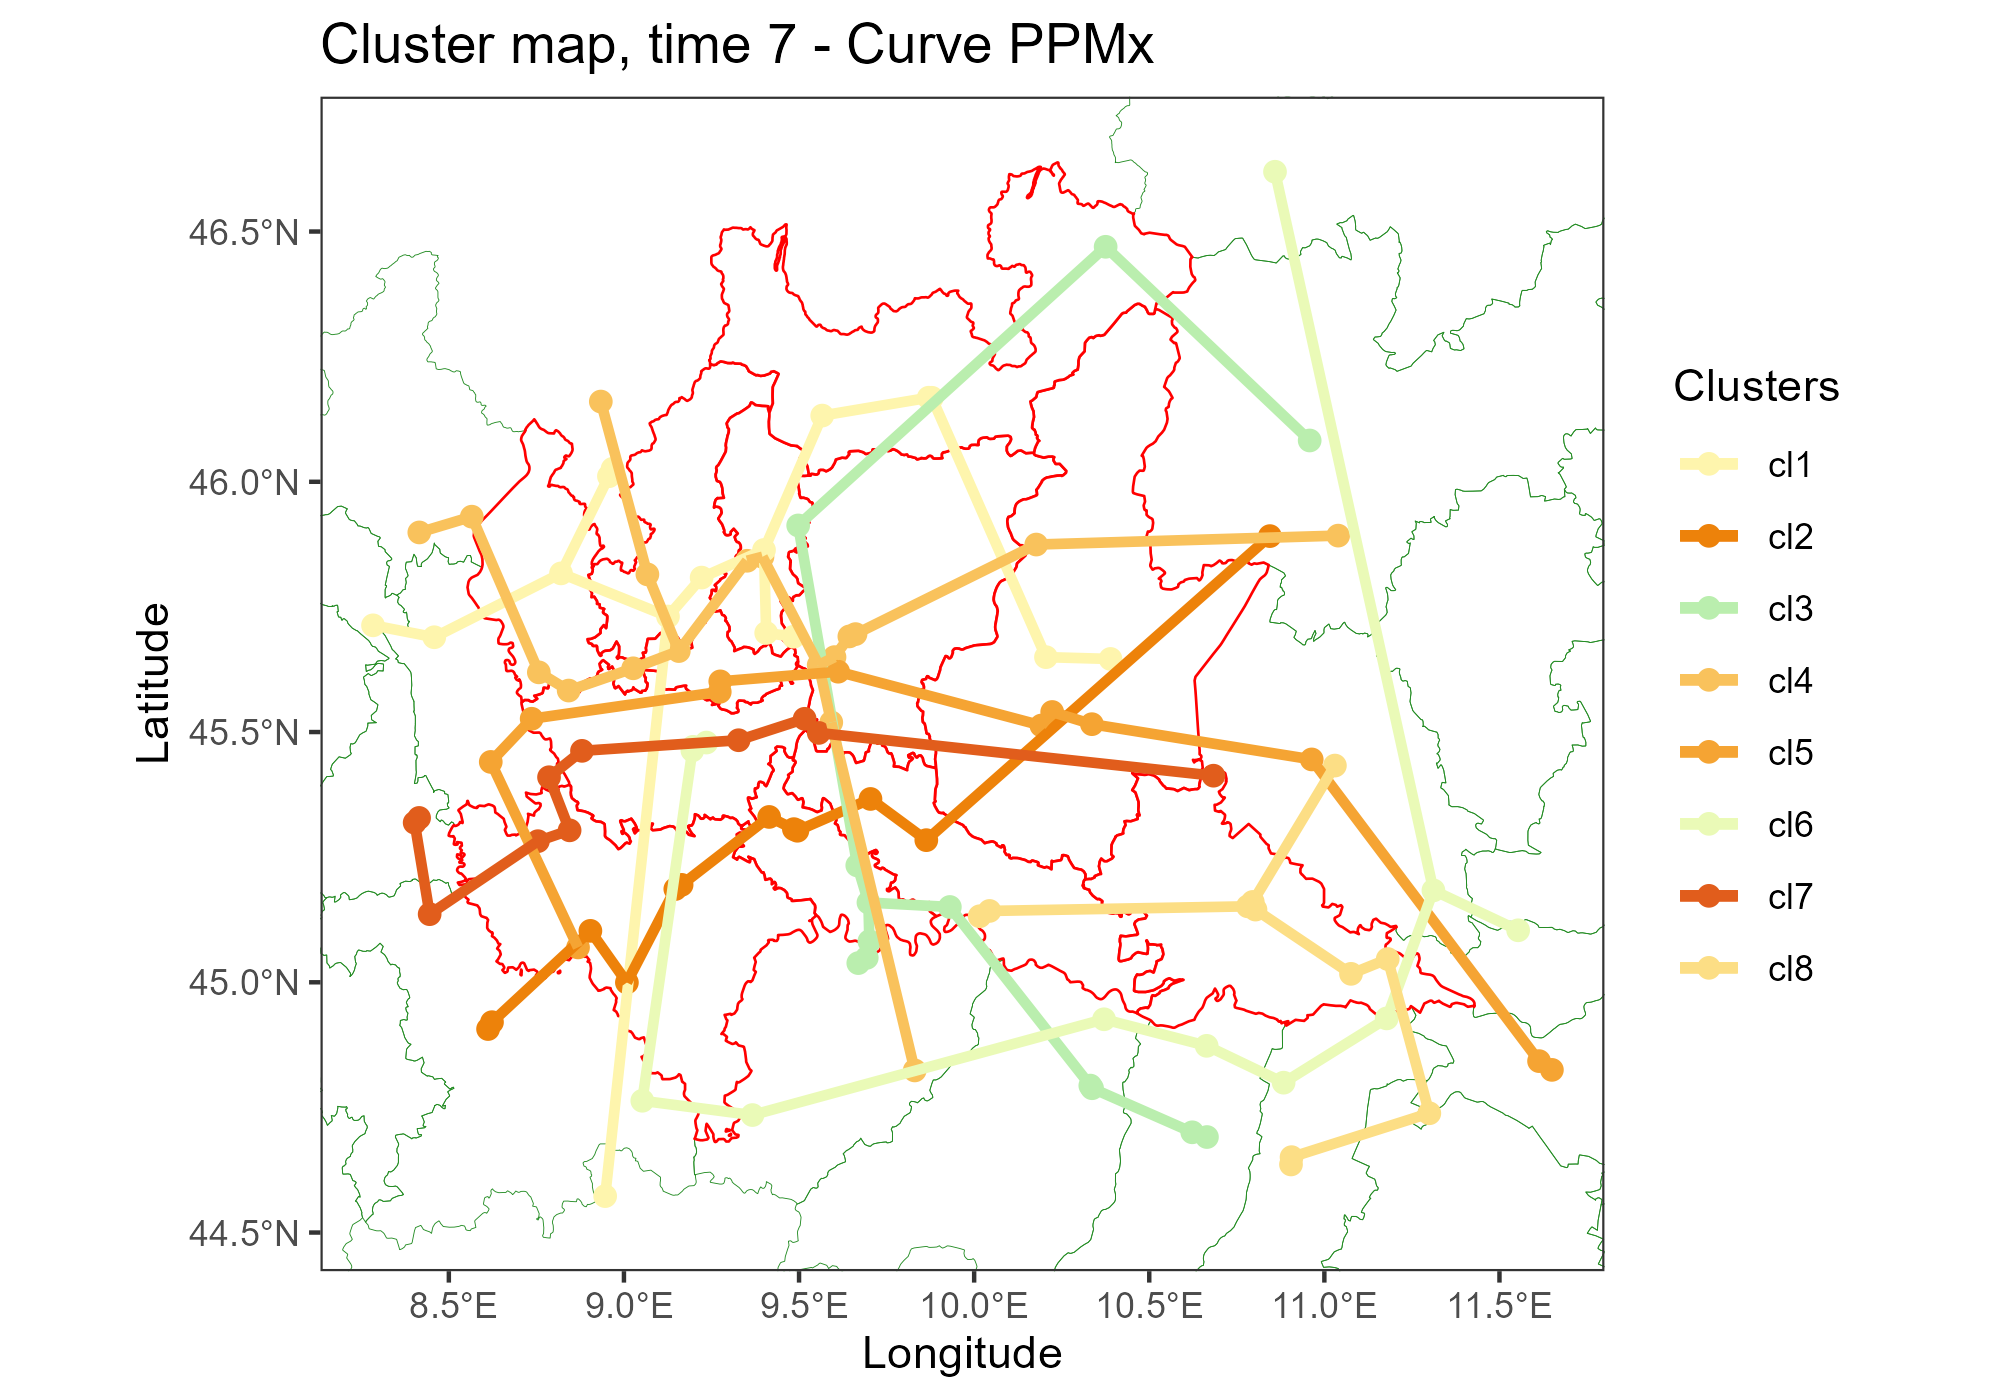 Cluster map, time 7 - Curve PPMx
46.5°N
46.0°N
45.5°N
45.0°N
44.5°N
Latitude
8.5°E
9.0°E
9.5°E
10.0°E
10.5°E
11.0°E
11.5°E
Longitude
Clusters
cl1
cl2
cl3
cl4
cl5
cl6
cl7
cl8